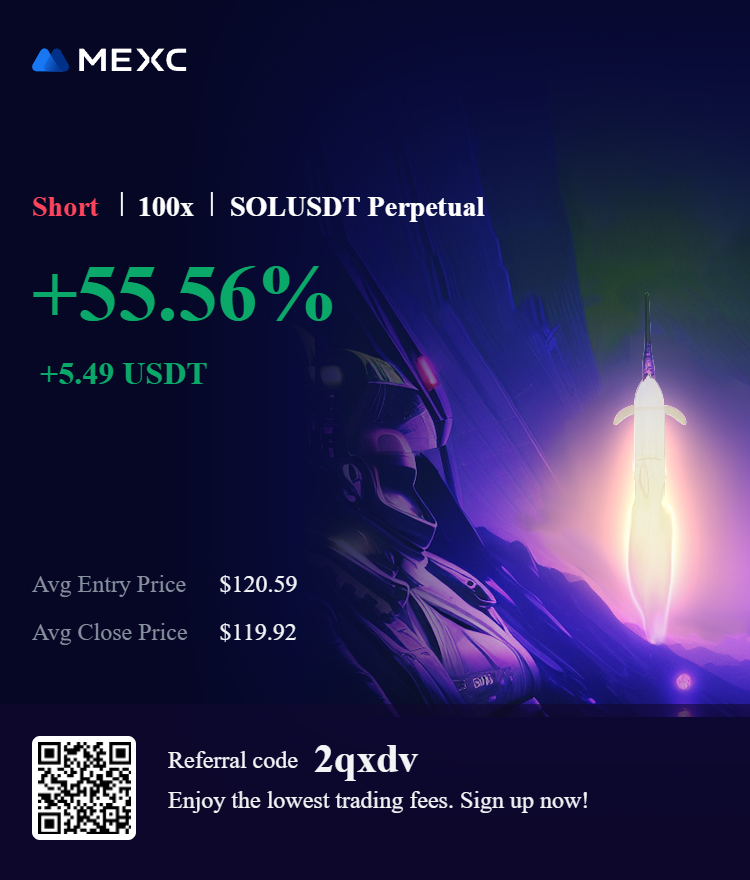 MEXC
Short | 100x | SOLUSDT Perpetual
+55.56%
+5.49 USDT
Avg Entry Price $120.59
Avg Close Price $119.92
Referral code 2qxdv
Enjoy the lowest trading fees. Sign up now!